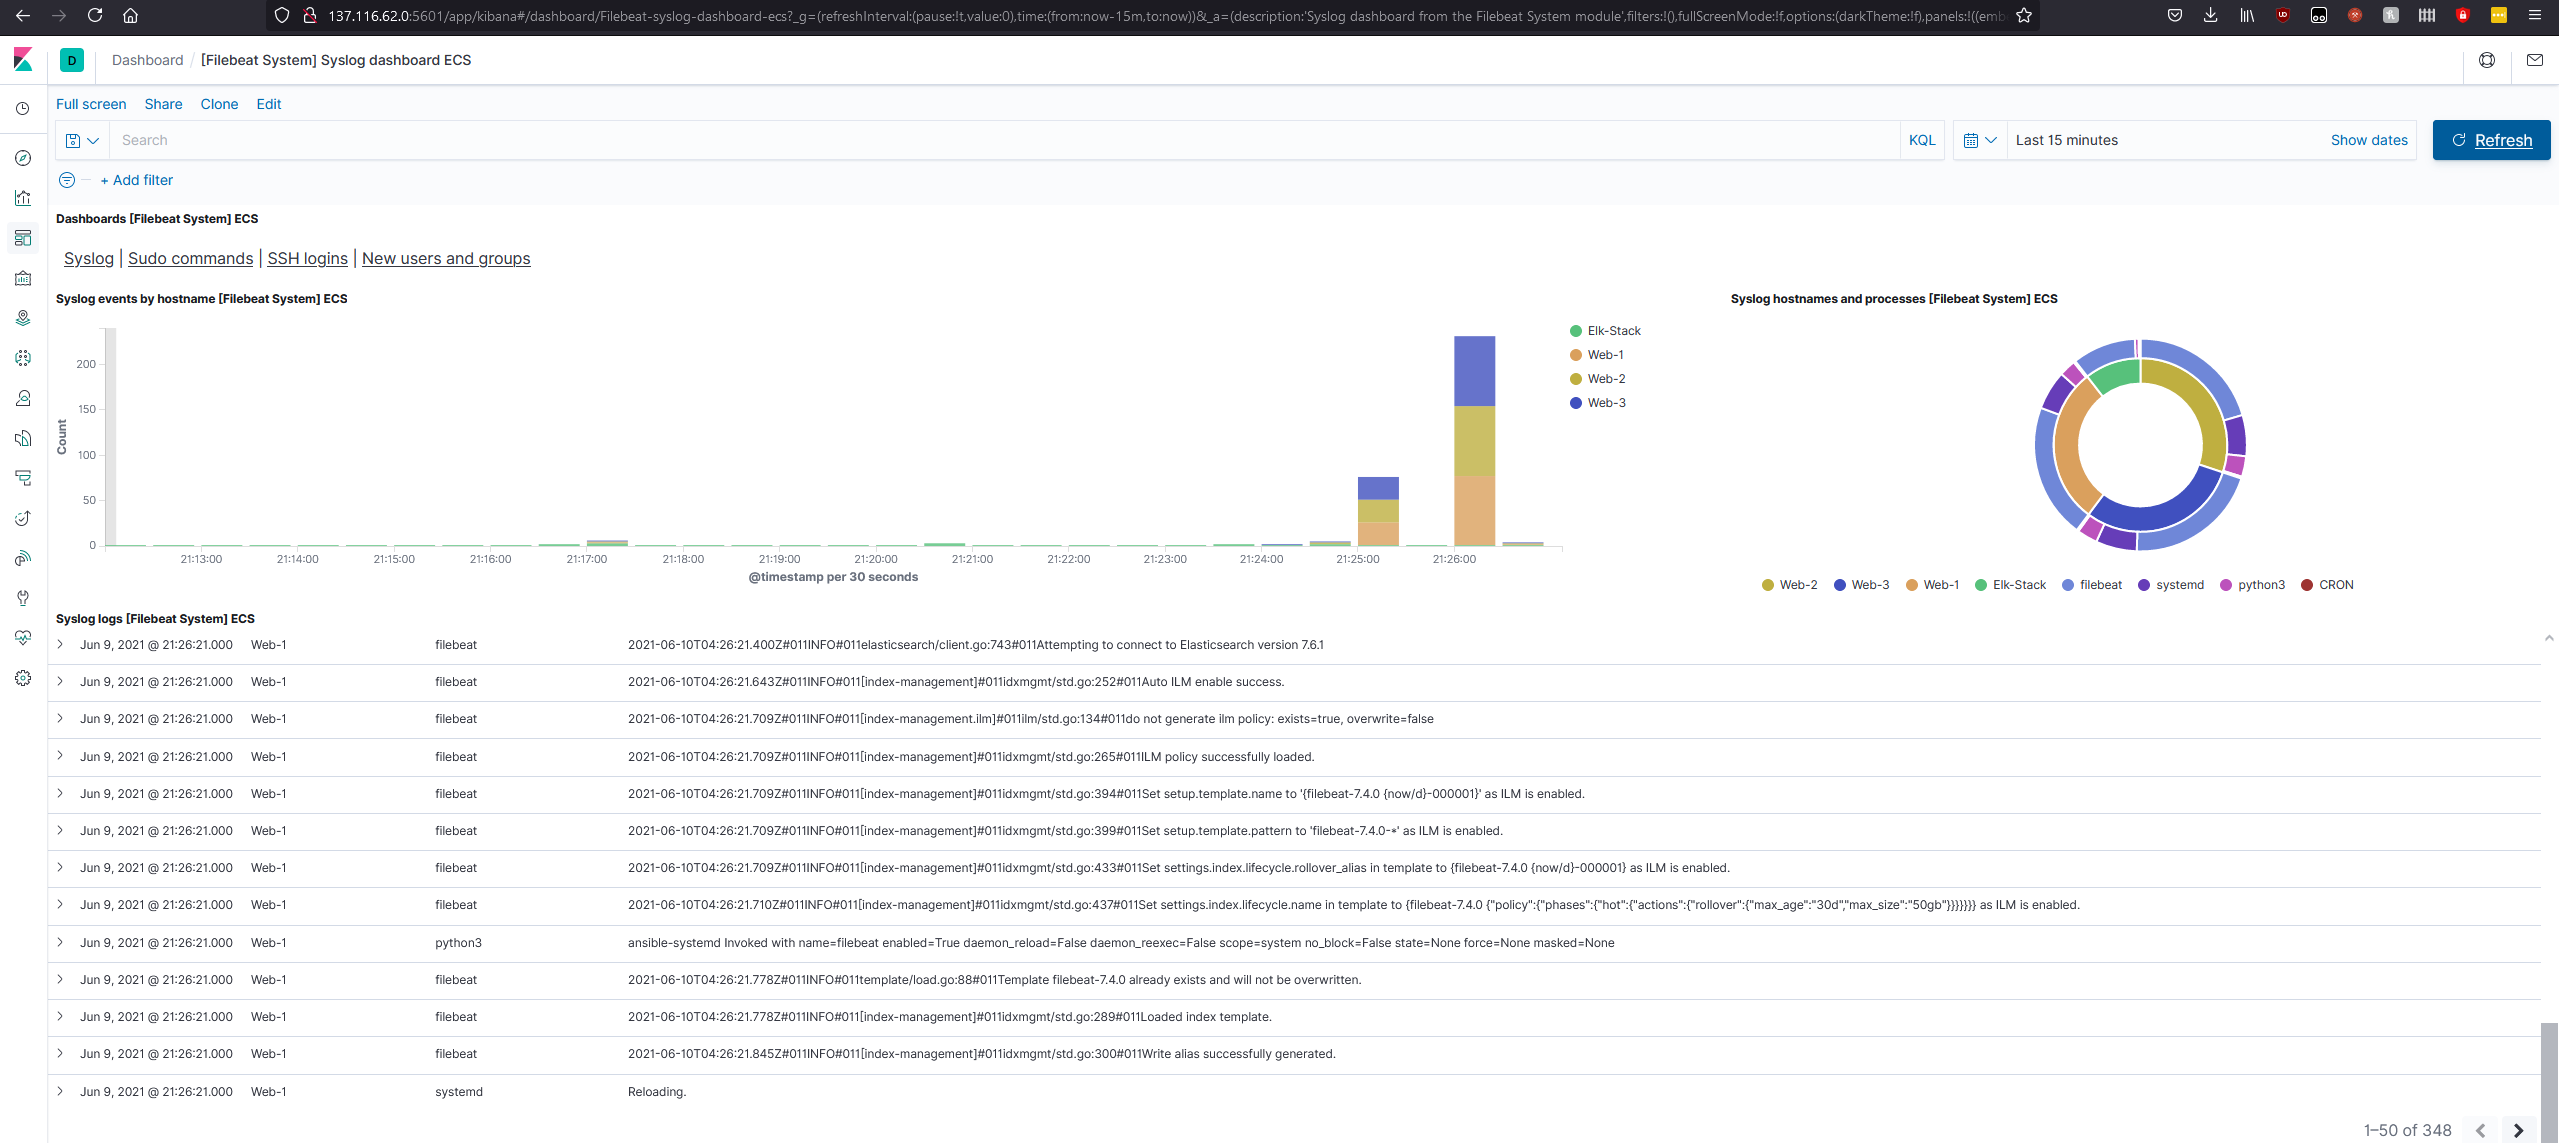 137.116.62.0:5601/app/kibana#/dashboard/Filebeat-syslog-dashboard-ecs?_g=(refreshInterval:(pause:!t,value:0),time:(from:now-15m,to:now))&_a=(description:'Syslog dashboard from the Filebeat System module',filters:!(),fullScreenMode:!f,options:(darkTheme:!f),panels:!((emb
D Dashboard / [Filebeat System] Syslog dashboard ECS
Full screen Share Clone Edit
Search KQL Last 15 minutes Show dates Refresh
+ Add filter
Dashboards [Filebeat System] ECS
Syslog | Sudo commands | SSH logins | New users and groups
Syslog events by hostname [Filebeat System] ECS
Count
200
150
100
50
0
21:13:00 21:14:00 21:15:00 21:16:00 21:17:00 21:18:00 21:19:00 21:20:00 21:21:00 21:22:00 21:23:00 21:24:00 21:25:00 21:26:00
@timestamp per 30 seconds
Elk-Stack
Web-1
Web-2
Web-3
Syslog hostnames and processes [Filebeat System] ECS
Web-2 Web-3 Web-1 Elk-Stack filebeat systemd python3 CRON
Syslog logs [Filebeat System] ECS
Jun 9, 2021 @ 21:26:21.000 Web-1 filebeat 2021-06-10T04:26:21.400Z#011INFO#011elasticsearch/client.go:743#011Attempting to connect to Elasticsearch version 7.6.1
Jun 9, 2021 @ 21:26:21.000 Web-1 filebeat 2021-06-10T04:26:21.643Z#011INFO#011[index-management]#011idxmgmt/std.go:252#011Auto ILM enable success.
Jun 9, 2021 @ 21:26:21.000 Web-1 filebeat 2021-06-10T04:26:21.709Z#011INFO#011[index-management.ilm]#011ilm/std.go:134#011do not generate ilm policy: exists=true, overwrite=false
Jun 9, 2021 @ 21:26:21.000 Web-1 filebeat 2021-06-10T04:26:21.709Z#011INFO#011[index-management]#011idxmgmt/std.go:265#011ILM policy successfully loaded.
Jun 9, 2021 @ 21:26:21.000 Web-1 filebeat 2021-06-10T04:26:21.709Z#011INFO#011[index-management]#011idxmgmt/std.go:394#011Set setup.template.name to '{filebeat-7.4.0 {now/d}-000001}' as ILM is enabled.
Jun 9, 2021 @ 21:26:21.000 Web-1 filebeat 2021-06-10T04:26:21.709Z#011INFO#011[index-management]#011idxmgmt/std.go:399#011Set setup.template.pattern to 'filebeat-7.4.0-*' as ILM is enabled.
Jun 9, 2021 @ 21:26:21.000 Web-1 filebeat 2021-06-10T04:26:21.709Z#011INFO#011[index-management]#011idxmgmt/std.go:433#011Set settings.index.lifecycle.rollover_alias in template to {filebeat-7.4.0 {now/d}-000001} as ILM is enabled.
Jun 9, 2021 @ 21:26:21.000 Web-1 filebeat 2021-06-10T04:26:21.710Z#011INFO#011[index-management]#011idxmgmt/std.go:437#011Set settings.index.lifecycle.name in template to {filebeat-7.4.0 {"policy":{"phases":{"hot":{"actions":{"rollover":{"max_age":"30d","max_size":"50gb"}}}}}}} as ILM is enabled.
Jun 9, 2021 @ 21:26:21.000 Web-1 python3 ansible-systemd Invoked with name=filebeat enabled=True daemon_reload=False daemon_reexec=False scope=system no_block=False state=None force=None masked=None
Jun 9, 2021 @ 21:26:21.000 Web-1 filebeat 2021-06-10T04:26:21.778Z#011INFO#011template/load.go:88#011Template filebeat-7.4.0 already exists and will not be overwritten.
Jun 9, 2021 @ 21:26:21.000 Web-1 filebeat 2021-06-10T04:26:21.778Z#011INFO#011[index-management]#011idxmgmt/std.go:289#011Loaded index template.
Jun 9, 2021 @ 21:26:21.000 Web-1 filebeat 2021-06-10T04:26:21.845Z#011INFO#011[index-management]#011idxmgmt/std.go:300#011Write alias successfully generated.
Jun 9, 2021 @ 21:26:21.000 Web-1 systemd Reloading.
1–50 of 348